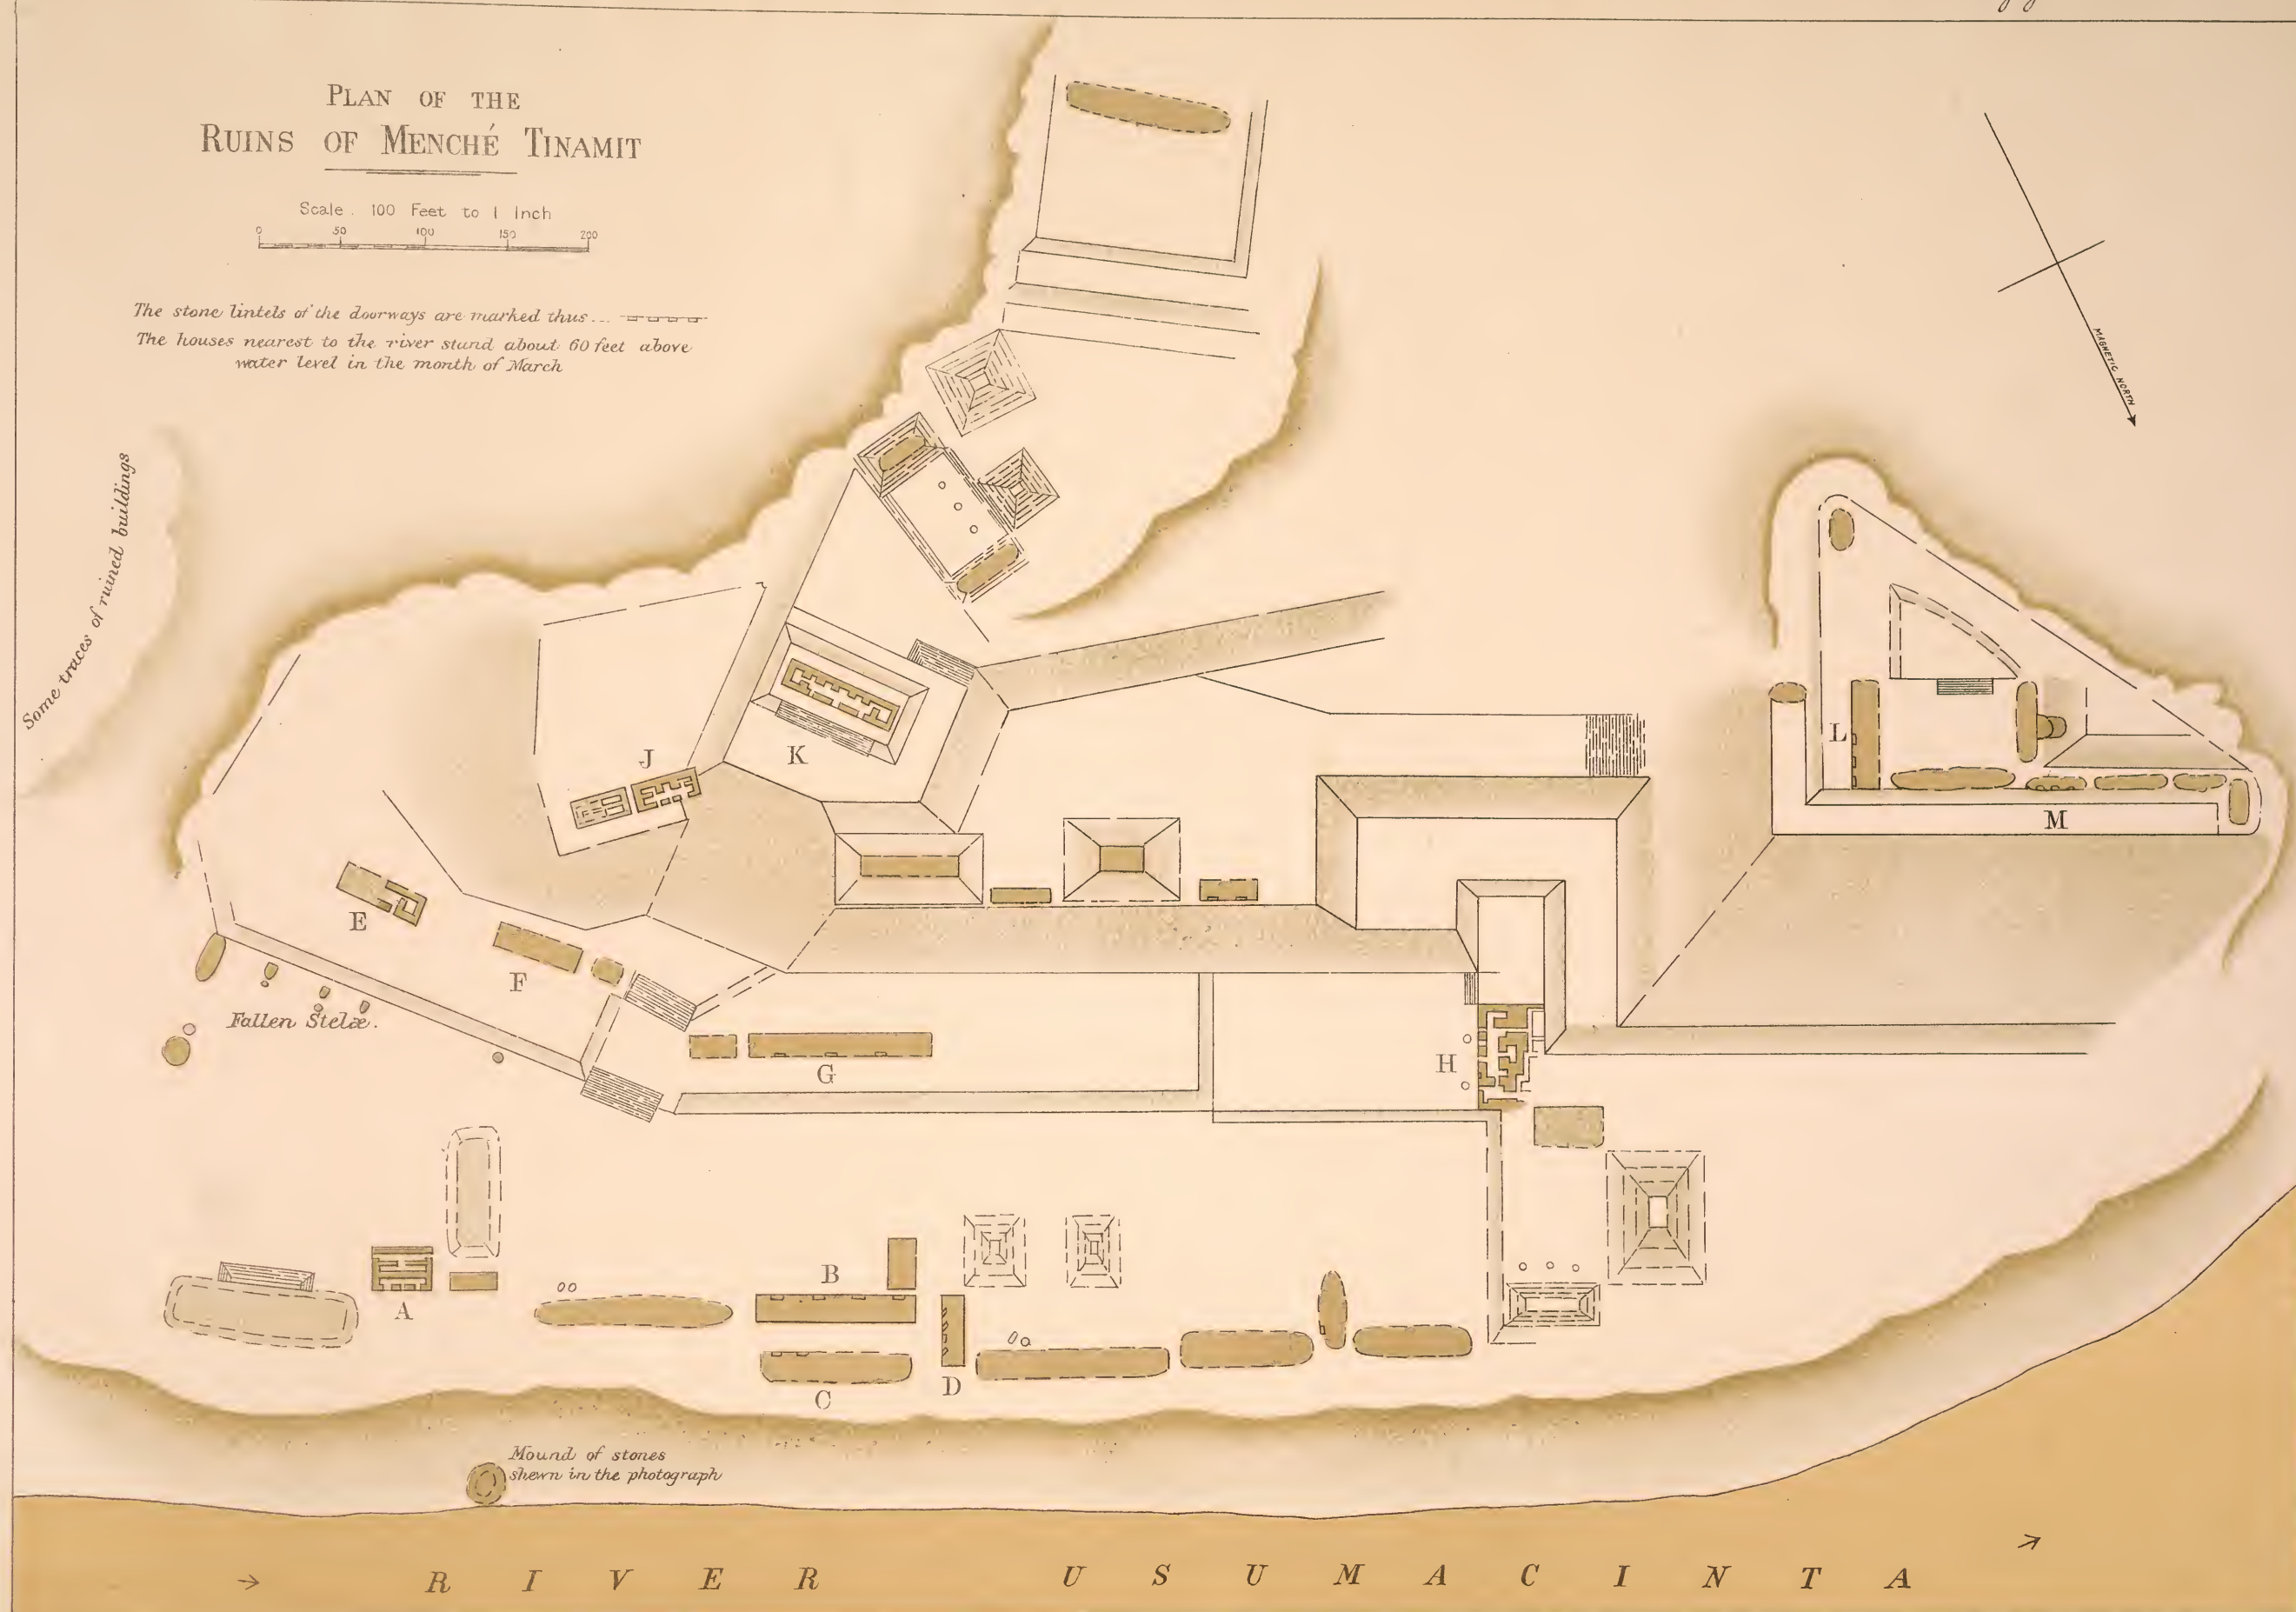 PLAN OF THE
RUINS OF MENCHÉ TINAMIT
Scale. 100 Feet to 1 Inch
0 50 100 150 200
The stone lintels of the doorways are marked thus...
The houses nearest to the river stand about 60 feet above
water level in the month of March
MAGNETIC NORTH
Some traces of ruined buildings
J
K
L
M
E
F
Fallen Stelæ.
G
H
A
B
C
D
Mound of stones
shewn in the photograph
RIVER USUMACINTA